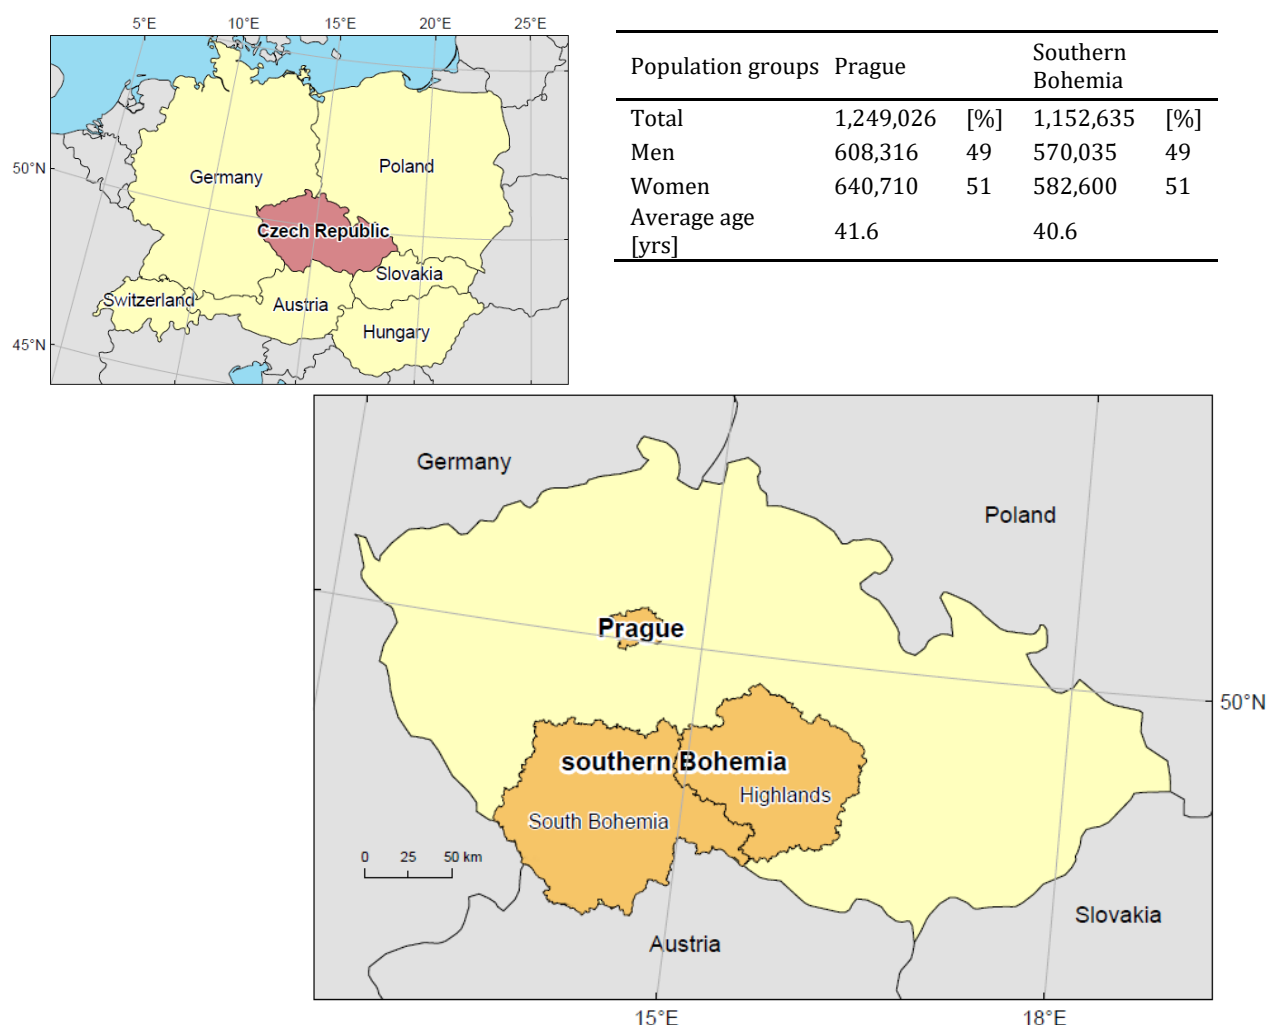 5°E 10°E 15°E 20°E 25°E
50°N
45°N
Germany
Poland
Czech Republic
Slovakia
Switzerland
Austria
Hungary
Population groups Prague Southern Bohemia
Total 1,249,026 [%] 1,152,635 [%]
Men 608,316 49 570,035 49
Women 640,710 51 582,600 51
Average age [yrs] 41.6 40.6
Germany
Poland
Prague
50°N
southern Bohemia
Highlands
South Bohemia
0 25 50 km
Slovakia
Austria
15°E 18°E